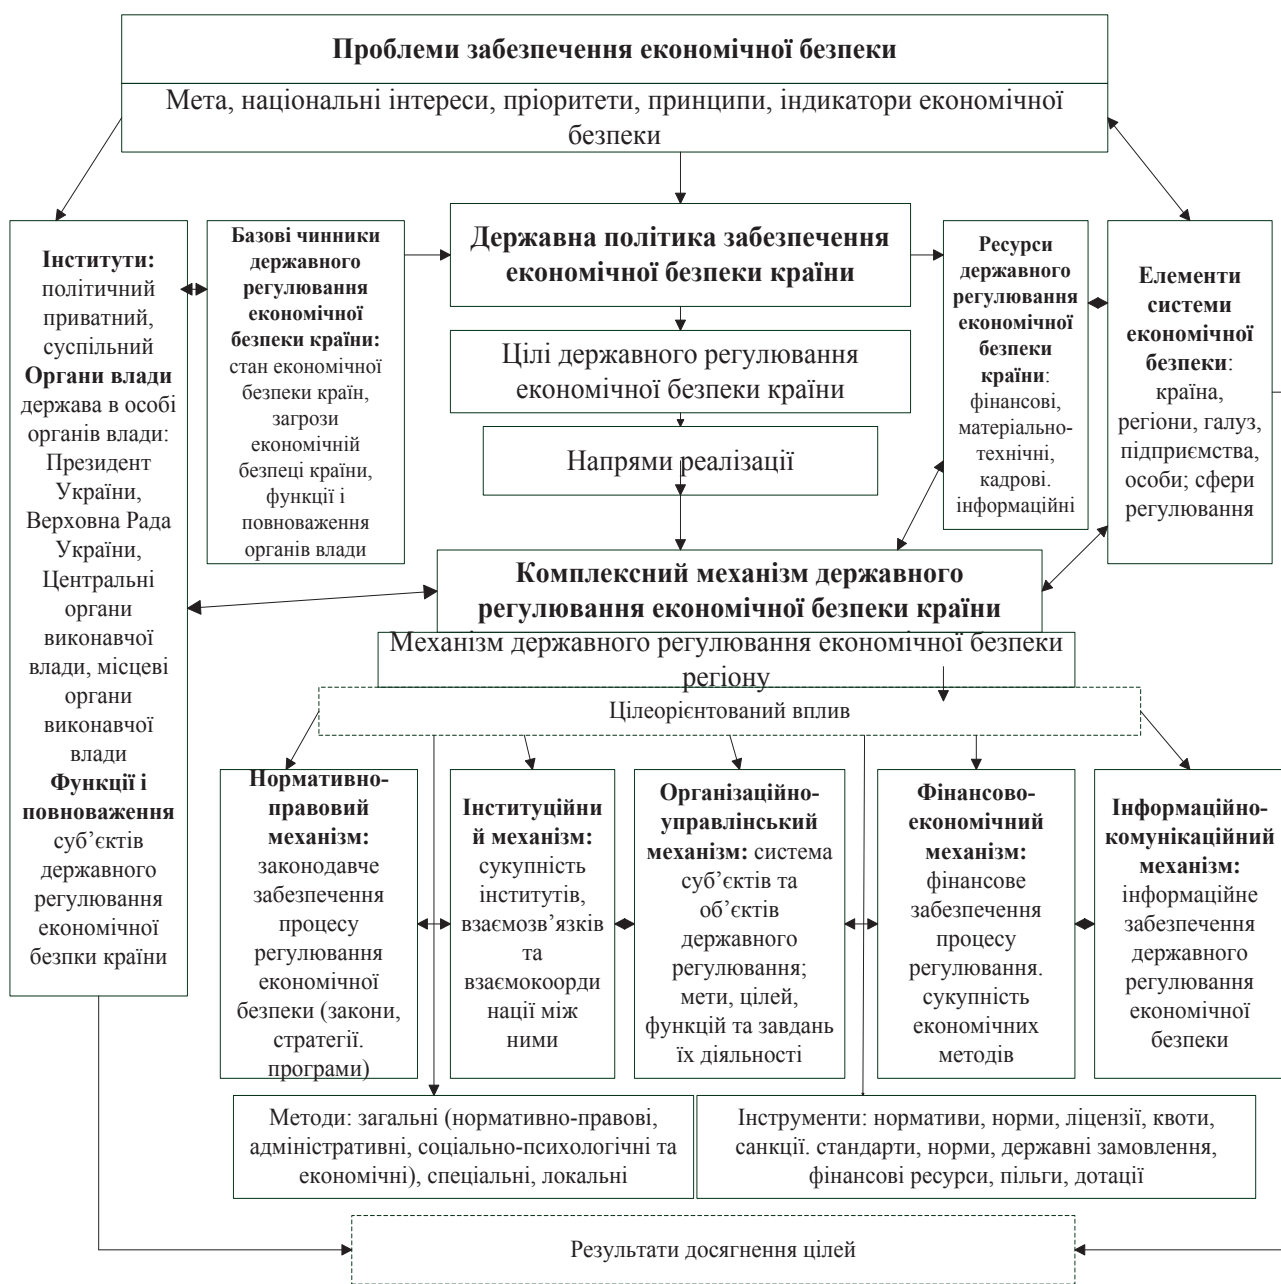 Проблеми забезпечення економічної безпеки
Мета, національні інтереси, пріоритети, принципи, індикатори економічної
безпеки
Інститути:
політичний
приватний,
суспільний
Органи влади
держава в особі
органів влади:
Президент
України,
Верховна Рада
України,
Центральні
органи
виконавчої
влади, місцеві
органи
виконавчої
влади
Функції і
повноваження
суб’єктів
державного
регулювання
економічної
безпки країни
Базові чинники
державного
регулювання
економічної
безпеки країни:
стан економічної
безпеки країн,
загрози
економічній
безпеці країни,
функції і
повноваження
органів влади
Державна політика забезпечення
економічної безпеки країни
Цілі державного регулювання
економічної безпеки країни
Напрями реалізації
Ресурси
державного
регулювання
економічної
безпеки
країни:
фінансові,
матеріально-
технічні,
кадрові.
інформаційні
Елементи
системи
економічної
безпеки:
країна,
регіони, галуз,
підприємства,
особи; сфери
регулювання
Комплексний механізм державного
регулювання економічної безпеки країни
Механізм державного регулювання економічної безпеки
регіону
Цілеорієнтований вплив
Нормативно-
правовий
механізм:
законодавче
забезпечення
процесу
регулювання
економічної
безпеки (закони,
стратегії.
програми)
Інституційни
й механізм:
сукупність
інститутів,
взаємозв’язків
та
взаємокоорди
нації між
ними
Організаційно-
управлінський
механізм: система
суб’єктів та
об’єктів
державного
регулювання;
мети, цілей,
функцій та завдань
їх діяльності
Фінансово-
економічний
механізм:
фінансове
забезпечення
процесу
регулювання.
сукупність
економічних
методів
Інформаційно-
комунікаційний
механізм:
інформаційне
забезпечення
державного
регулювання
економічної
безпеки
Методи: загальні (нормативно-правові,
адміністративні, соціально-психологічні та
економічні), спеціальні, локальні
Інструменти: нормативи, норми, ліцензії, квоти,
санкції. стандарти, норми, державні замовлення,
фінансові ресурси, пільги, дотації
Результати досягнення цілей